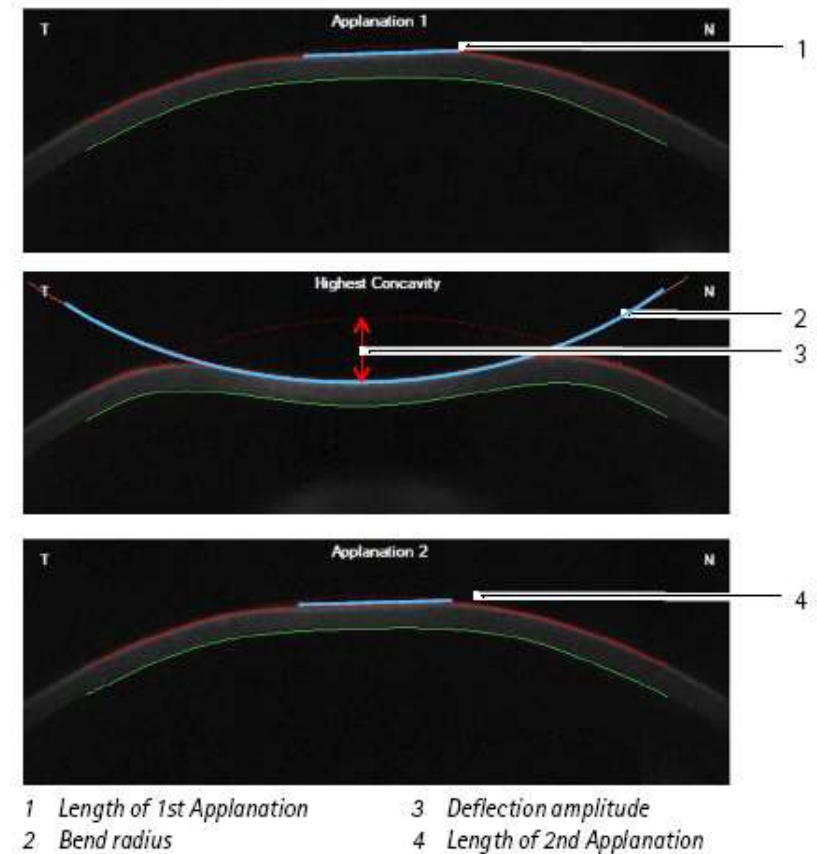 Applanation 1
T N
1
Highest Concavity
T N
2
3
Applanation 2
T N
4
1 Length of 1st Applanation 3 Deflection amplitude
2 Bend radius 4 Length of 2nd Applanation